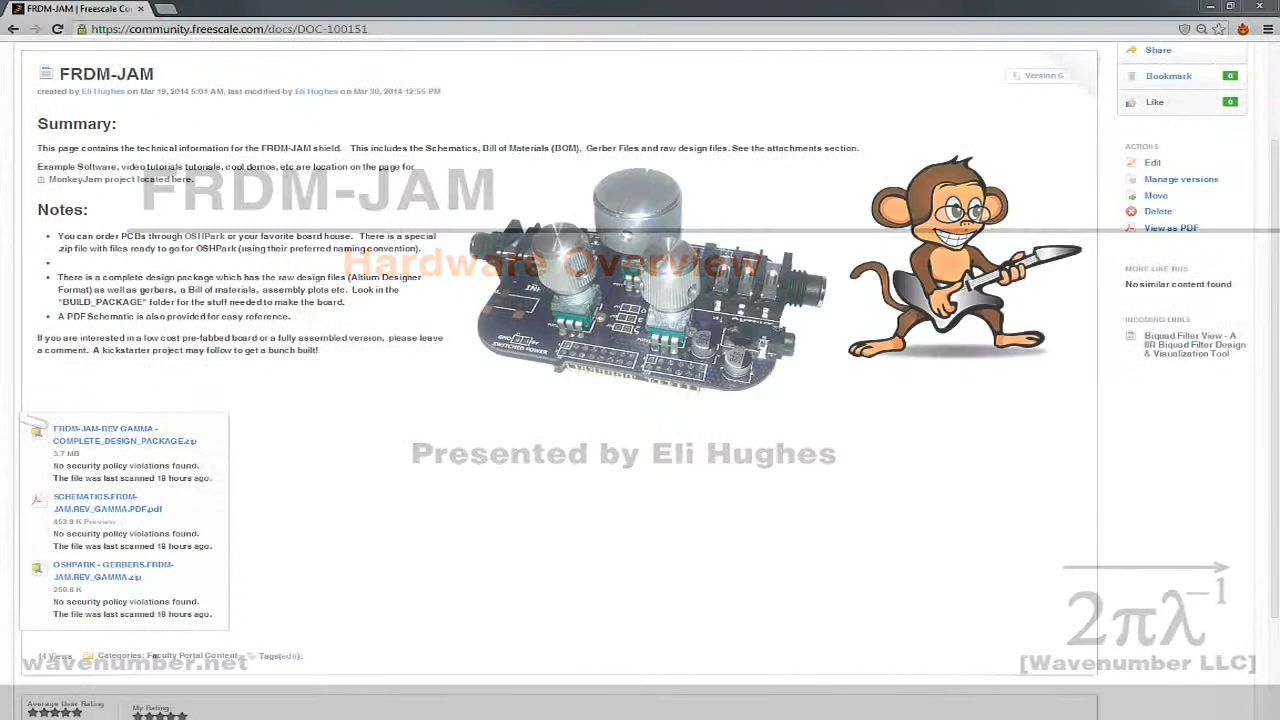 FRDM-JAM | Freescale Co
https://community.freescale.com/docs/DOC-100151
FRDM-JAM
Version 6
created by Eli Hughes on Mar 19, 2014 5:01 AM, last modified by Eli Hughes on Mar 30, 2014 12:55 PM
Summary:
This page contains the technical information for the FRDM-JAM shield. This includes the Schematics, Bill of Materials (BOM), Gerber Files and raw design files. See the attachments section.
Example Software, video tutorials tutorials, cool demos, etc are location on the page for
MonkeyJam project located here.
FRDM-JAM
Notes:
You can order PCBs through OSHPark or your favorite board house. There is a special
.zip file with files ready to go for OSHPark (using their preferred naming convention).
Hardware Overview
There is a complete design package which has the raw design files (Altium Designer
Format) as well as gerbers, a Bill of materials, assembly plots etc. Look in the
"BUILD_PACKAGE" folder for the stuff needed to make the board.
A PDF Schematic is also provided for easy reference.
If you are interested in a low cost pre-fabbed board or a fully assembled version, please leave
a comment. A kickstarter project may follow to get a bunch built!
SWITCHED POWER
Presented by Eli Hughes
FRDM-JAM-REV GAMMA -
COMPLETE_DESIGN_PACKAGE.zip
3.7 MB
No security policy violations found.
The file was last scanned 18 hours ago.
SCHEMATICS.FRDM-
JAM.REV_GAMMA.PDF.pdf
453.9 K Preview
No security policy violations found.
The file was last scanned 18 hours ago.
OSHPARK - GERBERS.FRDM-
JAM.REV_GAMMA.zip
250.6 K
No security policy violations found.
The file was last scanned 18 hours ago.
14 Views Categories: Faculty Portal Content Tags(edit):
wavenumber.net
2πλ⁻¹
[Wavenumber LLC]
Average User Rating
My Rating:
Share
Bookmark 0
Like 0
ACTIONS
Edit
Manage versions
Move
Delete
View as PDF
MORE LIKE THIS
No similar content found
INCOMING LINKS
Biquad Filter View - A
IIR Biquad Filter Design
& Visualization Tool